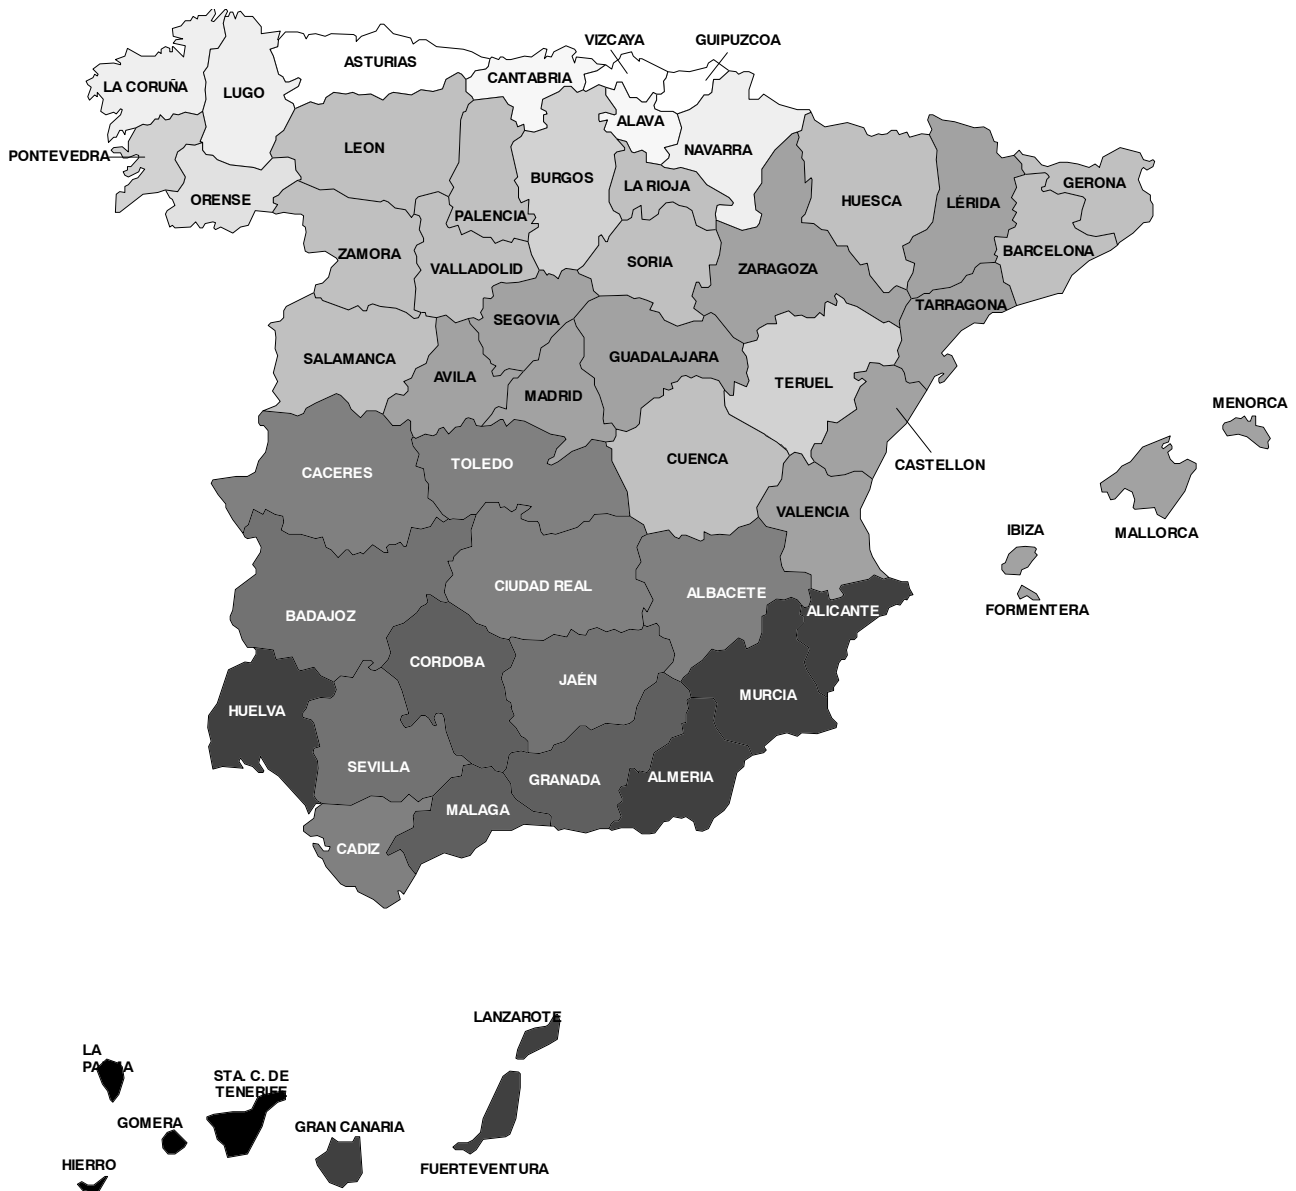 VIZCAYA
GUIPUZCOA
ASTURIAS
CANTABRIA
LA CORUÑA
LUGO
ALAVA
NAVARRA
PONTEVEDRA
LEON
ORENSE
BURGOS
LA RIOJA
PALENCIA
HUESCA
LÉRIDA
GERONA
ZAMORA
VALLADOLID
SORIA
ZARAGOZA
BARCELONA
TARRAGONA
SEGOVIA
SALAMANCA
AVILA
GUADALAJARA
MADRID
TERUEL
MENORCA
CACERES
TOLEDO
CUENCA
CASTELLON
VALENCIA
MALLORCA
IBIZA
CIUDAD REAL
ALBACETE
FORMENTERA
BADAJOZ
ALICANTE
CORDOBA
JAÉN
MURCIA
HUELVA
SEVILLA
GRANADA
ALMERIA
MALAGA
CADIZ
LANZAROTE
LA
PALMA
STA. C. DE
TENERIFE
GOMERA
GRAN CANARIA
HIERRO
FUERTEVENTURA